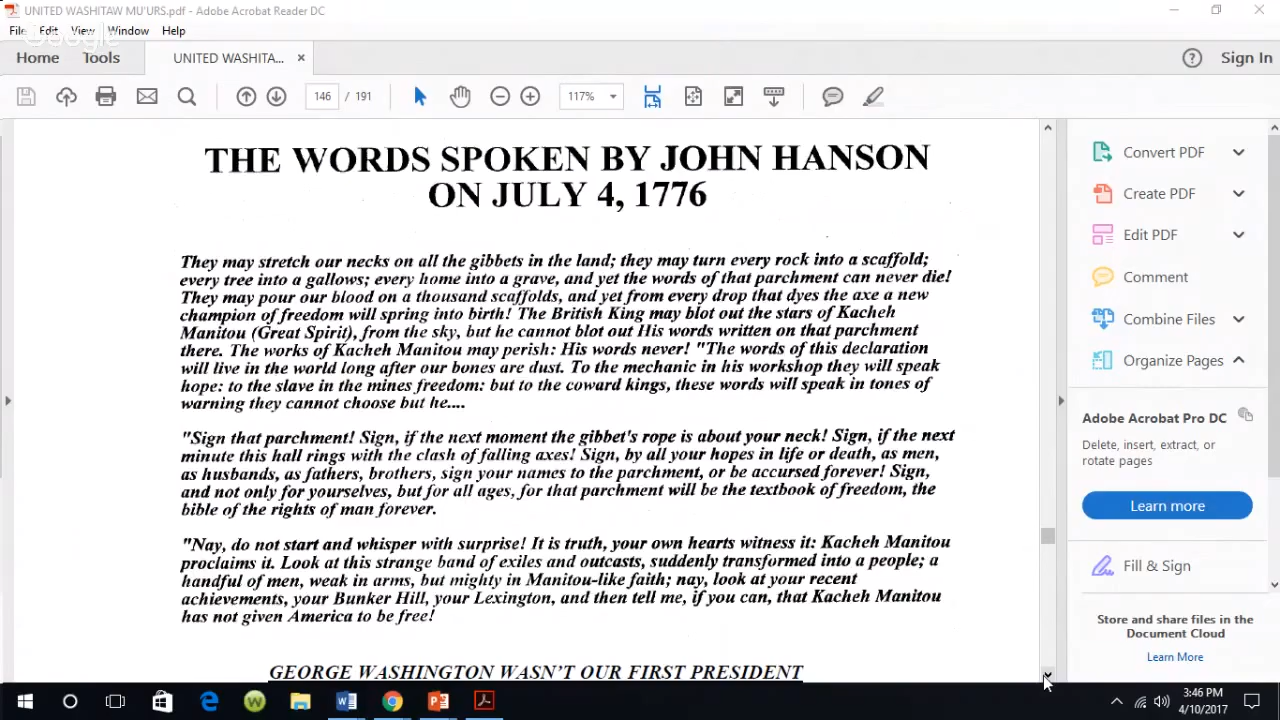 UNITED WASHITAW MU'URS.pdf - Adobe Acrobat Reader DC
File Edit View Window Help
Google
Home Tools UNITED WASHITA... × Sign In
146 / 191 117%
THE WORDS SPOKEN BY JOHN HANSON
ON JULY 4, 1776
They may stretch our necks on all the gibbets in the land; they may turn every rock into a scaffold;
every tree into a gallows; every home into a grave, and yet the words of that parchment can never die!
They may pour our blood on a thousand scaffolds, and yet from every drop that dyes the axe a new
champion of freedom will spring into birth! The British King may blot out the stars of Kacheh
Manitou (Great Spirit), from the sky, but he cannot blot out His words written on that parchment
there. The works of Kacheh Manitou may perish: His words never! "The words of this declaration
will live in the world long after our bones are dust. To the mechanic in his workshop they will speak
hope: to the slave in the mines freedom: but to the coward kings, these words will speak in tones of
warning they cannot choose but he....
"Sign that parchment! Sign, if the next moment the gibbet's rope is about your neck! Sign, if the next
minute this hall rings with the clash of falling axes! Sign, by all your hopes in life or death, as men,
as husbands, as fathers, brothers, sign your names to the parchment, or be accursed forever! Sign,
and not only for yourselves, but for all ages, for that parchment will be the textbook of freedom, the
bible of the rights of man forever.
"Nay, do not start and whisper with surprise! It is truth, your own hearts witness it: Kacheh Manitou
proclaims it. Look at this strange band of exiles and outcasts, suddenly transformed into a people; a
handful of men, weak in arms, but mighty in Manitou-like faith; nay, look at your recent
achievements, your Bunker Hill, your Lexington, and then tell me, if you can, that Kacheh Manitou
has not given America to be free!
GEORGE WASHINGTON WASN'T OUR FIRST PRESIDENT
Convert PDF
Create PDF
Edit PDF
Comment
Combine Files
Organize Pages
Adobe Acrobat Pro DC
Delete, insert, extract, or
rotate pages
Learn more
Fill & Sign
Store and share files in the
Document Cloud
Learn More
3:46 PM
4/10/2017